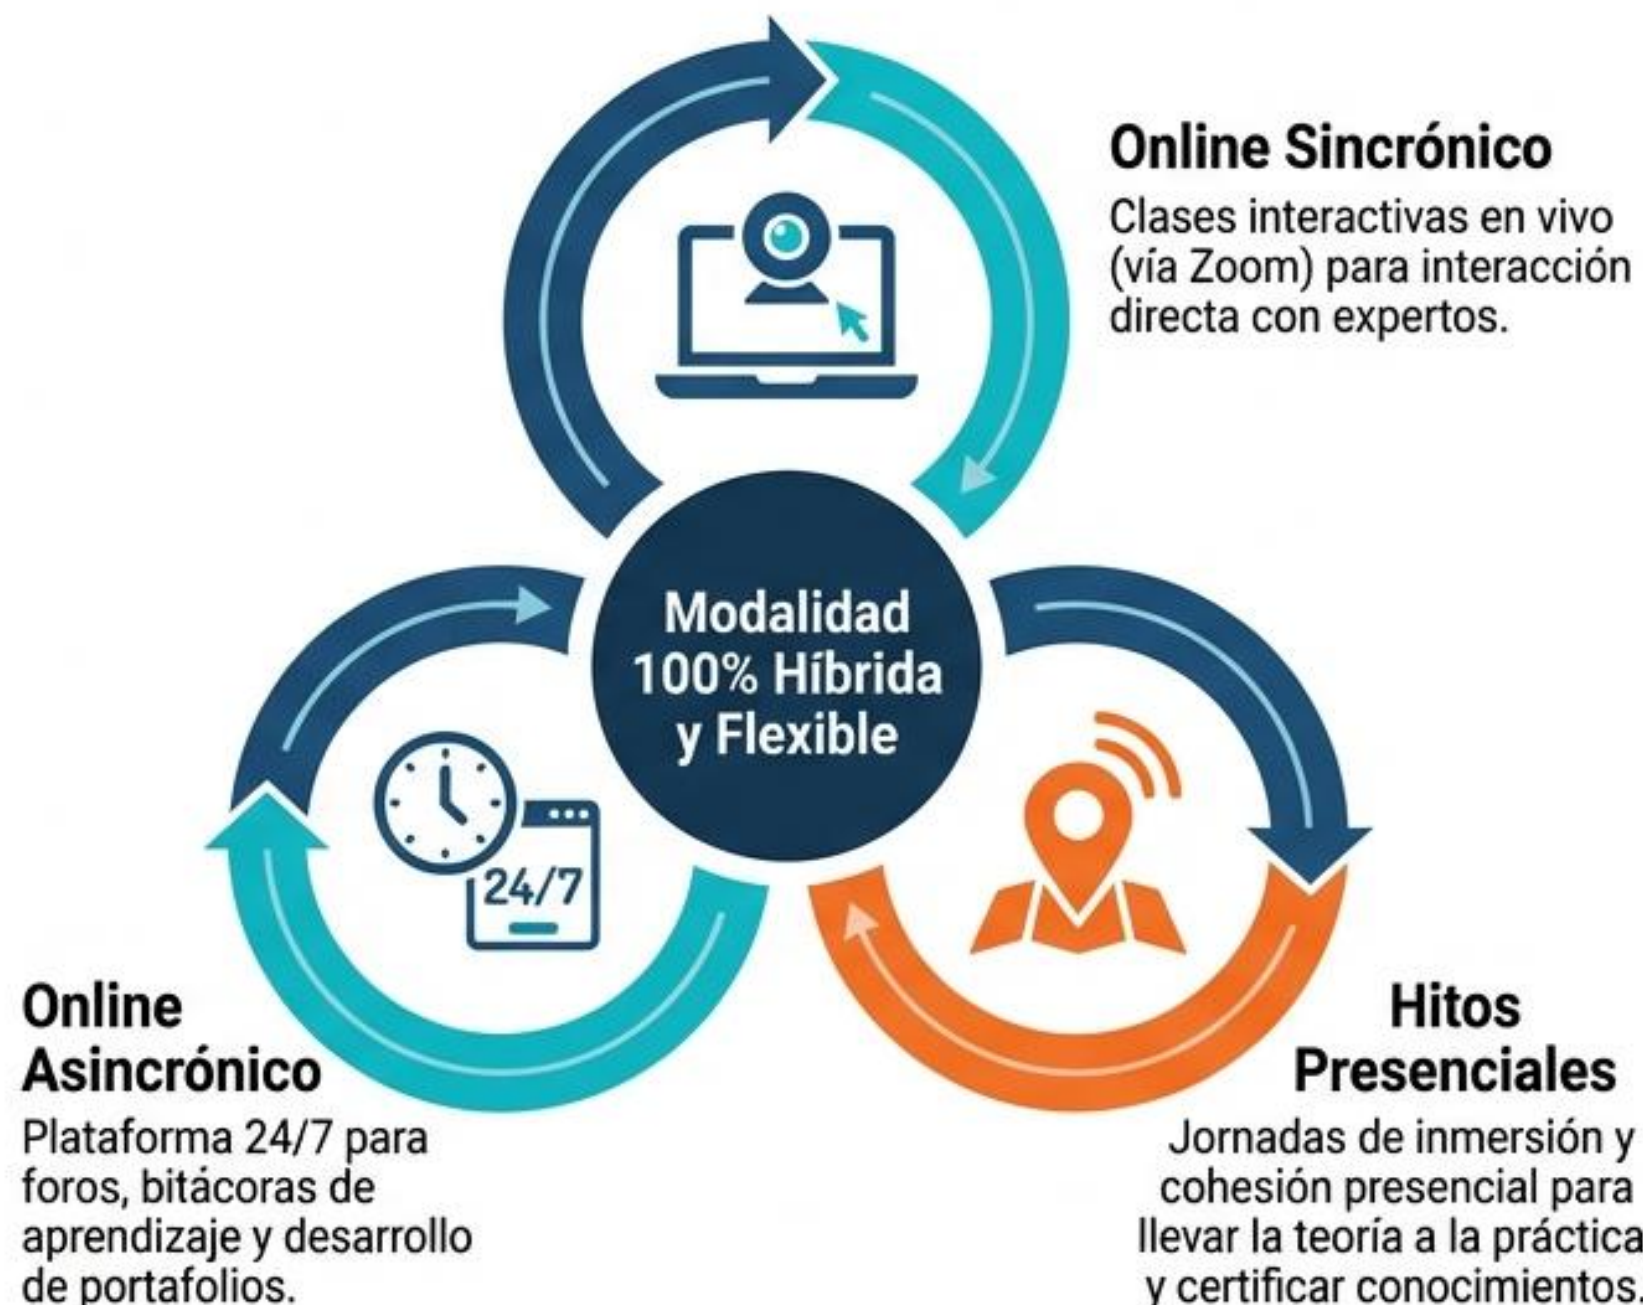 Online Sincrónico
Clases interactivas en vivo
(vía Zoom) para interacción
directa con expertos.
Modalidad
100% Híbrida
y Flexible
24/7
Online
Asincrónico
Plataforma 24/7 para
foros, bitácoras de
aprendizaje y desarrollo
de portafolios.
Hitos
Presenciales
Jornadas de inmersión y
cohesión presencial para
llevar la teoría a la práctica
y certificar conocimientos.